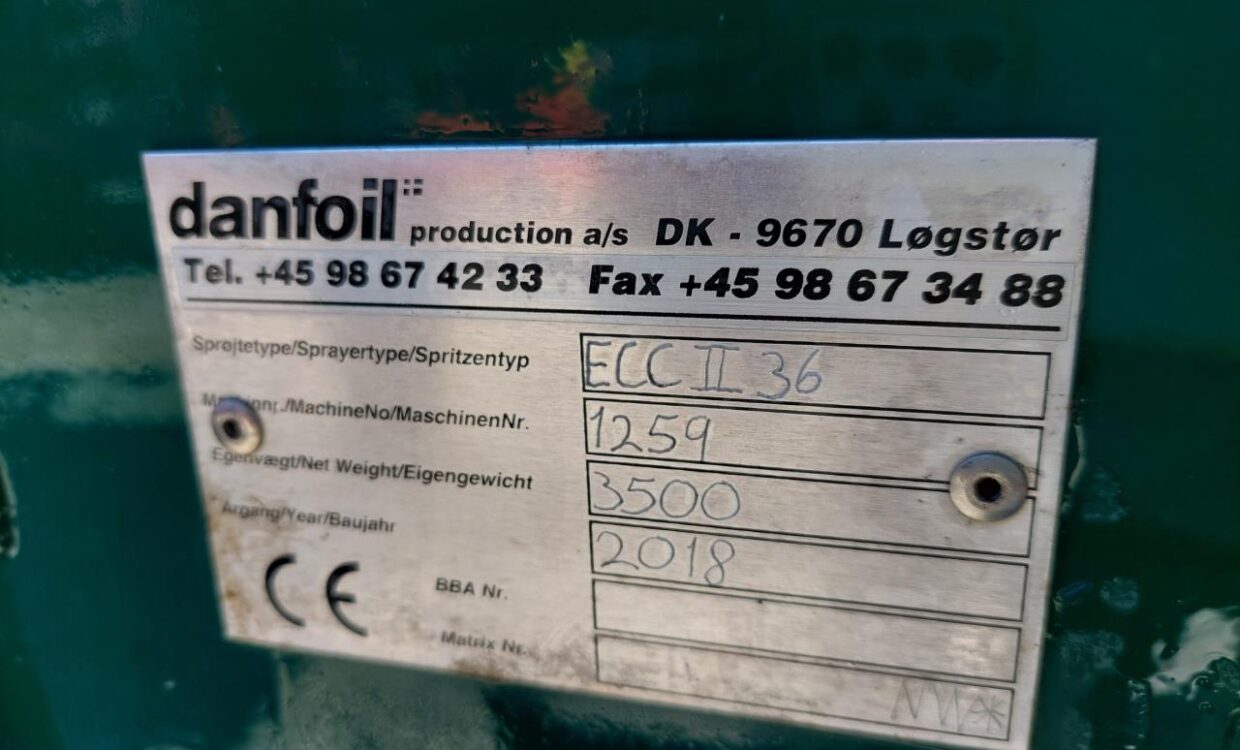 danfoil production a/s DK - 9670 Løgstør
Tel. +45 98 67 42 33 Fax +45 98 67 34 88
Sprøjtetype/Sprayertype/Spritzentyp ECC II 36
/MachineNo/MaschinenNr. 1259
Egenvægt/Net Weight/Eigengewicht 3500
Årgang/Year/Baujahr 2018
CE BBA Nr.
Matrix Nr.